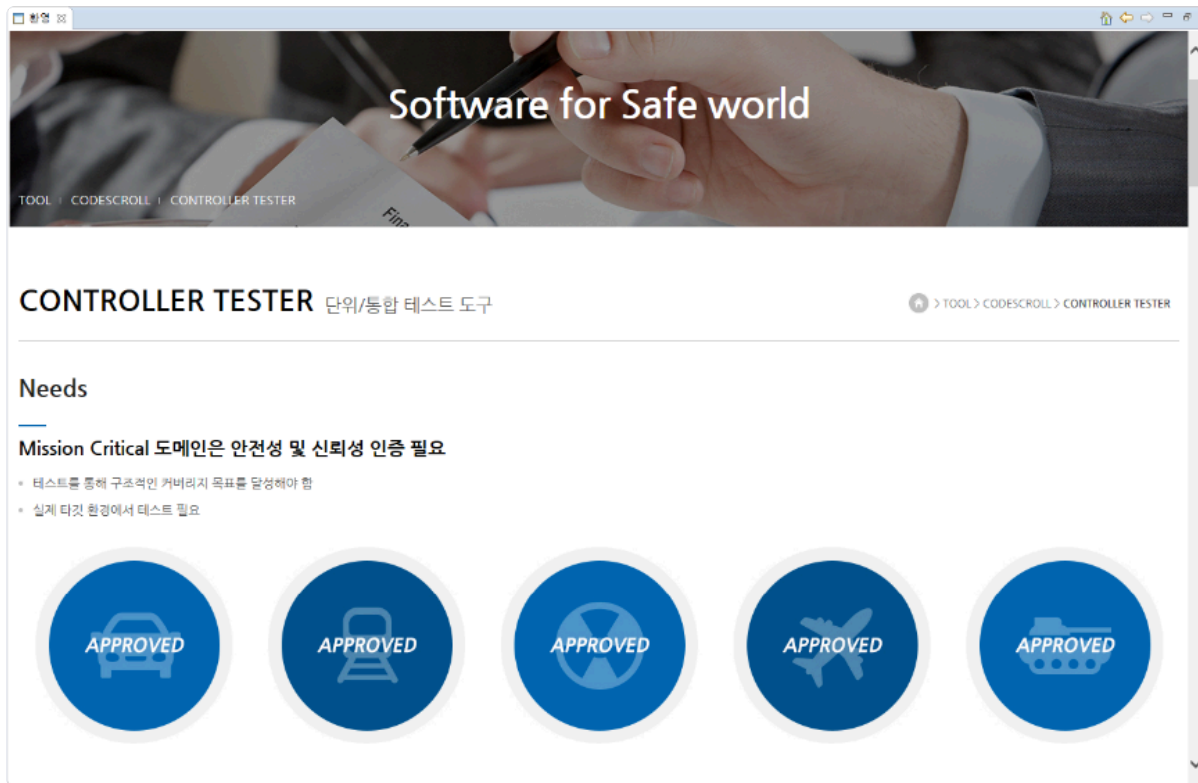 환영
Software for Safe world
TOOL | CODESCROLL | CONTROLLER TESTER
Fina
CONTROLLER TESTER 단위/통합 테스트 도구
> TOOL > CODESCROLL > CONTROLLER TESTER
Needs
Mission Critical 도메인은 안전성 및 신뢰성 인증 필요
테스트를 통해 구조적인 커버리지 목표를 달성해야 함
실제 타깃 환경에서 테스트 필요
APPROVED APPROVED APPROVED APPROVED APPROVED